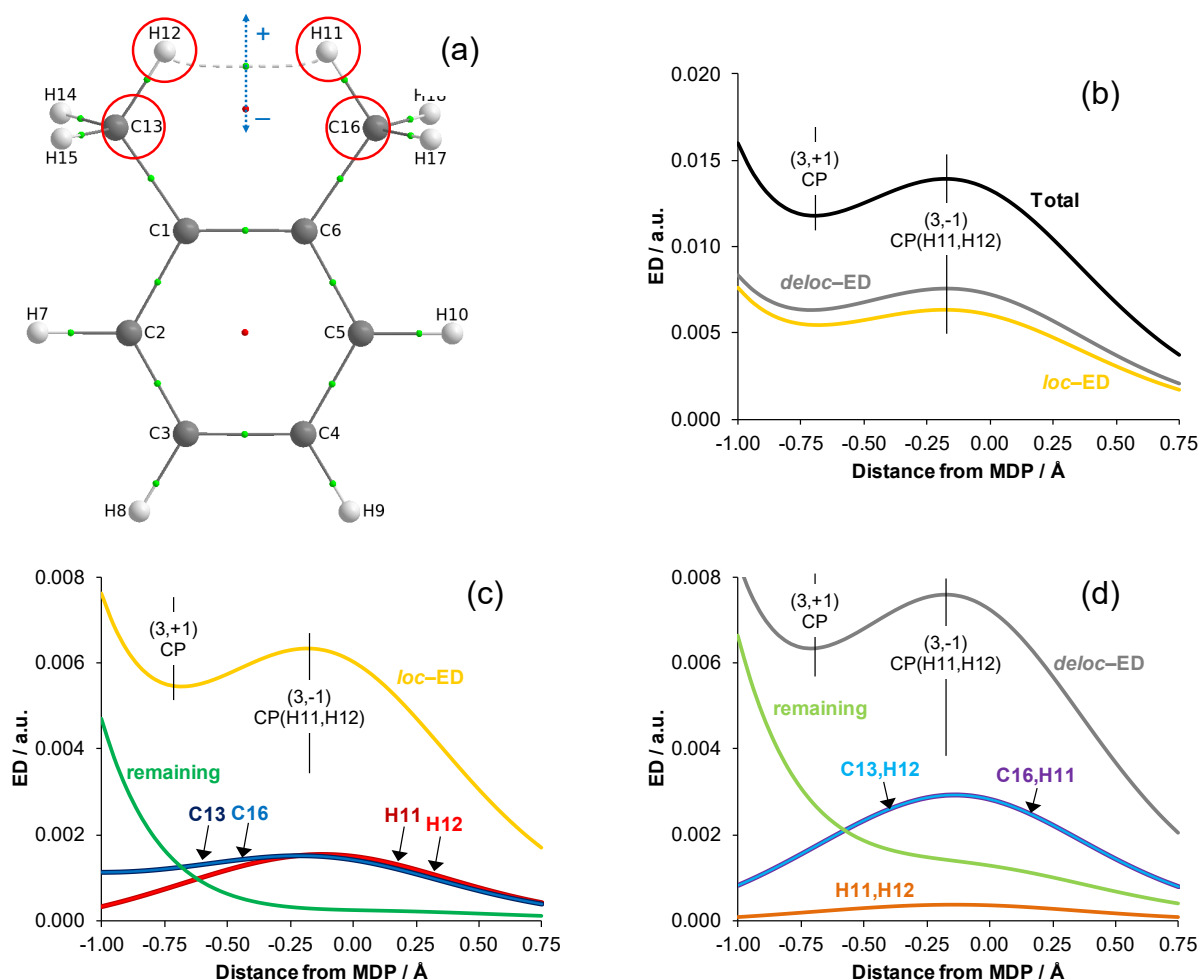 (a)
H12
+
H11
H14
C13
H15
C16
H17
−
C1
C6
H7
C2
C5
H10
C3
C4
H8
H9
(b)
ED / a.u.
0.020
0.015
0.010
0.005
0.000
(3,+1)
CP
(3,-1)
CP(H11,H12)
Total
deloc–ED
loc–ED
-1.00 -0.75 -0.50 -0.25 0.00 0.25 0.50 0.75
Distance from MDP / Å
(c)
ED / a.u.
0.008
0.006
0.004
0.002
0.000
(3,+1)
CP
(3,-1)
CP(H11,H12)
loc–ED
remaining
C13 C16
H11
H12
-1.00 -0.75 -0.50 -0.25 0.00 0.25 0.50 0.75
Distance from MDP / Å
(d)
ED / a.u.
0.008
0.006
0.004
0.002
0.000
(3,+1)
CP
(3,-1)
CP(H11,H12)
deloc–ED
remaining
C13,H12
C16,H11
H11,H12
-1.00 -0.75 -0.50 -0.25 0.00 0.25 0.50 0.75
Distance from MDP / Å